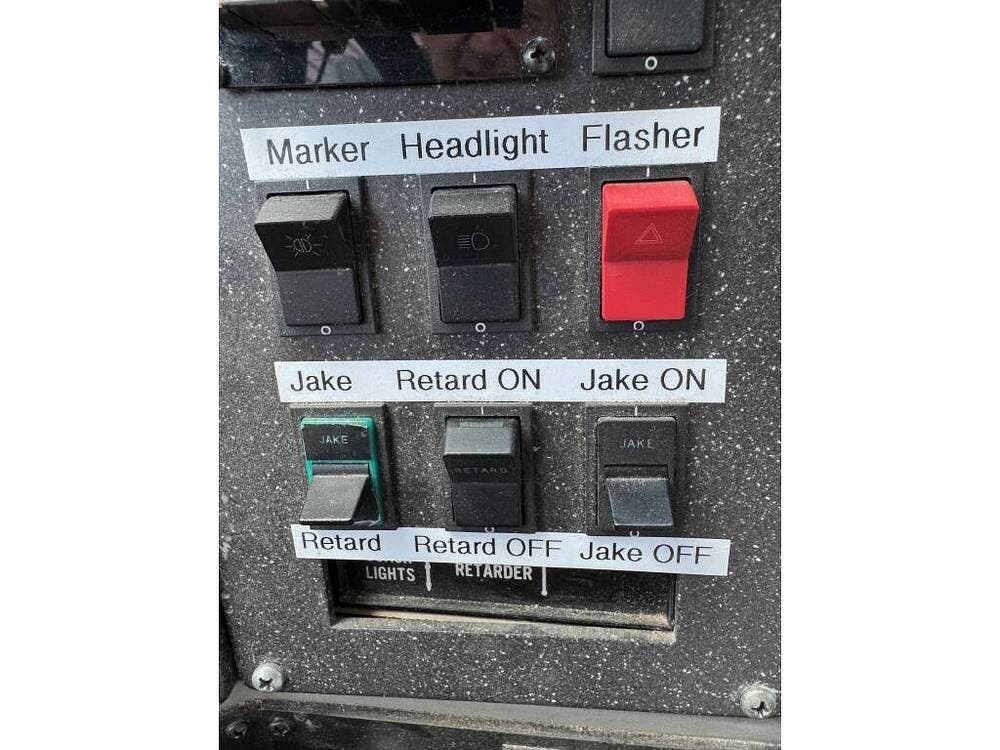 Marker Headlight Flasher
Jake Retard ON Jake ON
JAKE RETARD JAKE
Retard Retard OFF Jake OFF
LIGHTS RETARDER